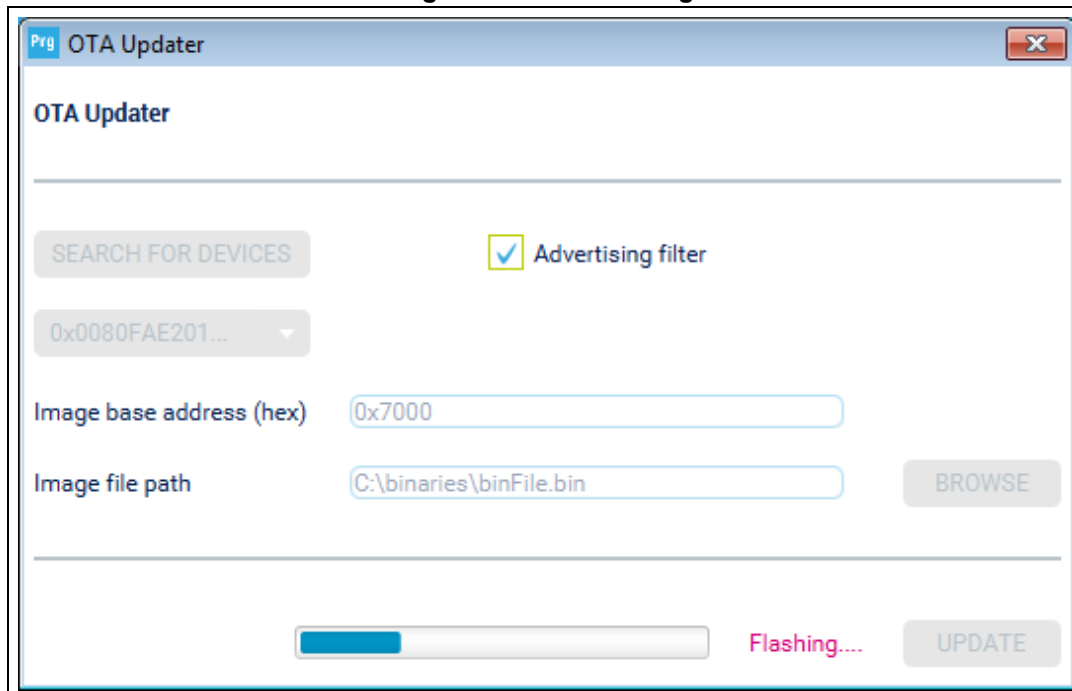 Prg OTA Updater
OTA Updater
SEARCH FOR DEVICES
Advertising filter
0x0080FAE201...
Image base address (hex) 0x7000
Image file path C:\binaries\binFile.bin BROWSE
Flashing.... UPDATE